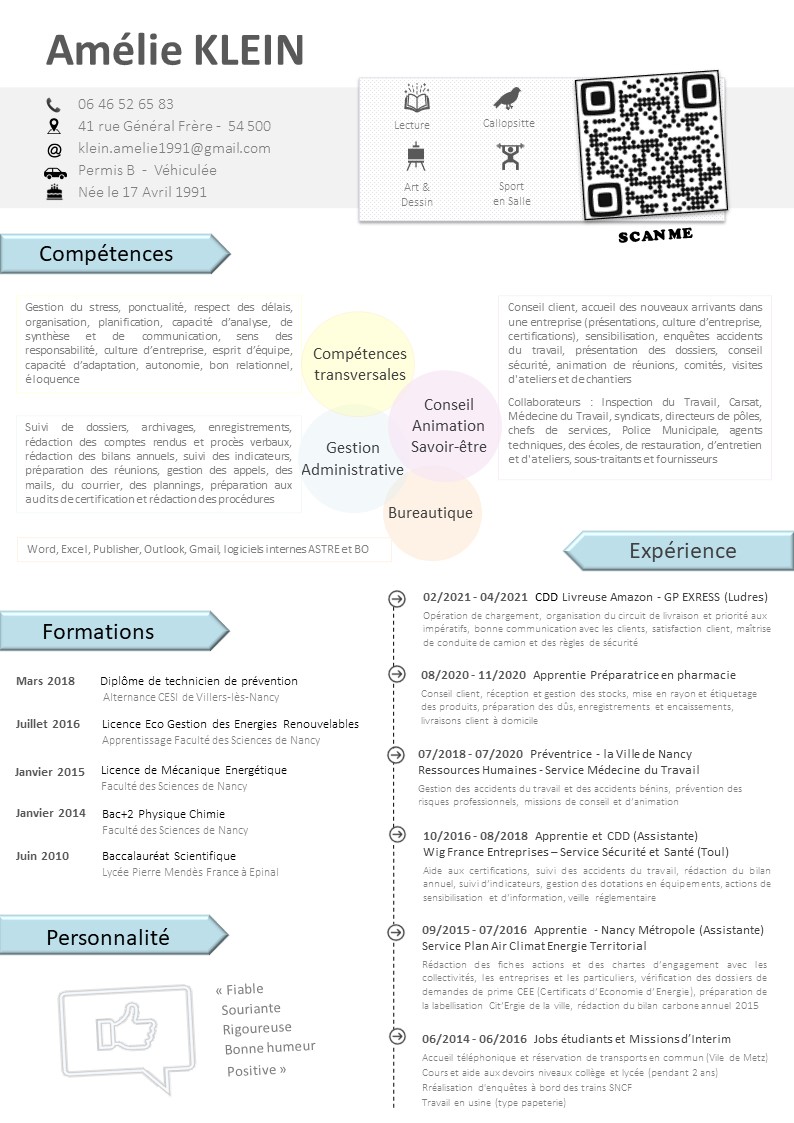 Amélie KLEIN
06 46 52 65 83
41 rue Général Frère - 54 500
klein.amelie1991@gmail.com
Permis B - Véhiculée
Née le 17 Avril 1991
Lecture
Callopsitte
Art &
Dessin
Sport
en Salle
SCAN ME
Compétences
Gestion du stress, ponctualité, respect des délais,
organisation, planification, capacité d'analyse, de
synthèse et de communication, sens des
responsabilité, culture d'entreprise, esprit d'équipe,
capacité d'adaptation, autonomie, bon relationnel,
éloquence
Suivi de dossiers, archivages, enregistrements,
rédaction des comptes rendus et procès verbaux,
rédaction des bilans annuels, suivi des indicateurs,
préparation des réunions, gestion des appels, des
mails, du courrier, des plannings, préparation aux
audits de certification et rédaction des procédures
Word, Excel, Publisher, Outlook, Gmail, logiciels internes ASTRE et BO
Compétences
transversales
Conseil
Animation
Savoir-être
Gestion
Administrative
Bureautique
Conseil client, accueil des nouveaux arrivants dans
une entreprise (présentations, culture d'entreprise,
certifications), sensibilisation, enquêtes accidents
du travail, présentation des dossiers, conseil
sécurité, animation de réunions, comités, visites
d'ateliers et de chantiers
Collaborateurs : Inspection du Travail, Carsat,
Médecine du Travail, syndicats, directeurs de pôles,
chefs de services, Police Municipale, agents
techniques, des écoles, de restauration, d'entretien
et d'ateliers, sous-traitants et fournisseurs
Formations
Mars 2018 Diplôme de technicien de prévention
Alternance CESI de Villers-lès-Nancy
Juillet 2016 Licence Eco Gestion des Energies Renouvelables
Apprentissage Faculté des Sciences de Nancy
Janvier 2015 Licence de Mécanique Energétique
Faculté des Sciences de Nancy
Janvier 2014 Bac+2 Physique Chimie
Faculté des Sciences de Nancy
Juin 2010 Baccalauréat Scientifique
Lycée Pierre Mendès France à Epinal
Personnalité
« Fiable
Souriante
Rigoureuse
Bonne humeur
Positive »
Expérience
02/2021 - 04/2021 CDD Livreuse Amazon - GP EXRESS (Ludres)
Opération de chargement, organisation du circuit de livraison et priorité aux
impératifs, bonne communication avec les clients, satisfaction client, maîtrise
de conduite de camion et des règles de sécurité
08/2020 - 11/2020 Apprentie Préparatrice en pharmacie
Conseil client, réception et gestion des stocks, mise en rayon et étiquetage
des produits, préparation des dûs, enregistrements et encaissements,
livraisons client à domicile
07/2018 - 07/2020 Préventrice - la Ville de Nancy
Ressources Humaines - Service Médecine du Travail
Gestion des accidents du travail et des accidents bénins, prévention des
risques professionnels, missions de conseil et d'animation
10/2016 - 08/2018 Apprentie et CDD (Assistante)
Wig France Entreprises – Service Sécurité et Santé (Toul)
Aide aux certifications, suivi des accidents du travail, rédaction du bilan
annuel, suivi d'indicateurs, gestion des dotations en équipements, actions de
sensibilisation et d'information, veille réglementaire
09/2015 - 07/2016 Apprentie - Nancy Métropole (Assistante)
Service Plan Air Climat Energie Territorial
Rédaction des fiches actions et des chartes d'engagement avec les
collectivités, les entreprises et les particuliers, vérification des dossiers de
demandes de prime CEE (Certificats d'Economie d'Energie), préparation de
la labellisation Cit'Ergie de la ville, rédaction du bilan carbone annuel 2015
06/2014 - 06/2016 Jobs étudiants et Missions d'Interim
Accueil téléphonique et réservation de transports en commun (Vile de Metz)
Cours et aide aux devoirs niveaux collège et lycée (pendant 2 ans)
Rréalisation d'enquêtes à bord des trains SNCF
Travail en usine (type papeterie)